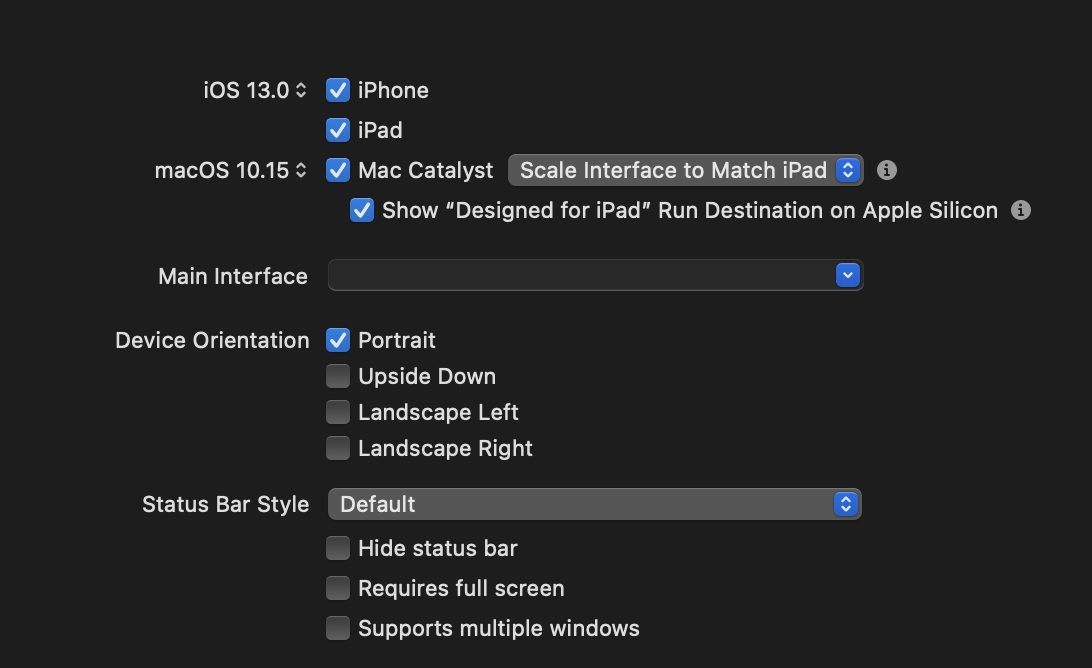 iOS 13.0 iPhone
iPad
macOS 10.15 Mac Catalyst Scale Interface to Match iPad
Show “Designed for iPad” Run Destination on Apple Silicon
Main Interface
Device Orientation Portrait
Upside Down
Landscape Left
Landscape Right
Status Bar Style Default
Hide status bar
Requires full screen
Supports multiple windows